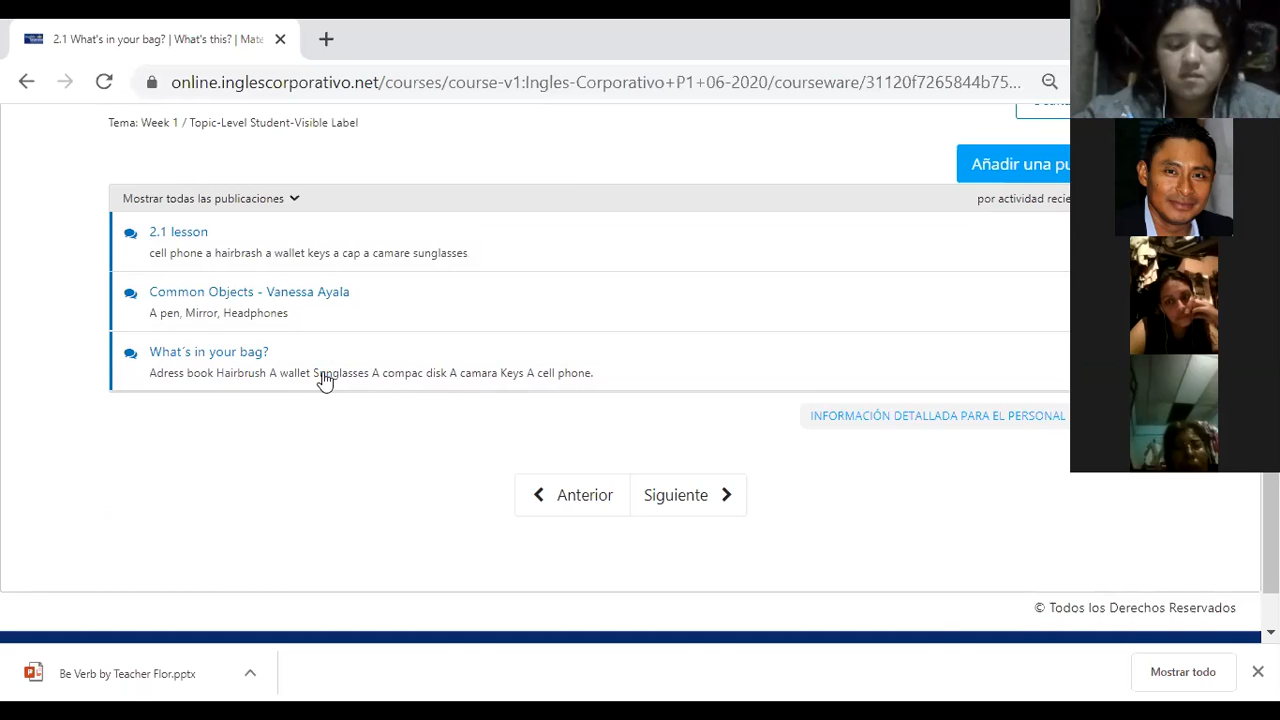 2.1 What's in your bag? | What's this? | Mate
online.inglescorporativo.net/courses/course-v1:Ingles-Corporativo+P1+06-2020/courseware/31120f7265844b75...
Tema: Week 1 / Topic-Level Student-Visible Label
Añadir una pu
Mostrar todas las publicaciones
por actividad recie
2.1 lesson
cell phone a hairbrash a wallet keys a cap a camare sunglasses
Common Objects - Vanessa Ayala
A pen, Mirror, Headphones
What´s in your bag?
Adress book Hairbrush A wallet Sunglasses A compac disk A camara Keys A cell phone.
INFORMACIÓN DETALLADA PARA EL PERSONAL
Anterior
Siguiente
© Todos los Derechos Reservados
Be Verb by Teacher Flor.pptx
Mostrar todo